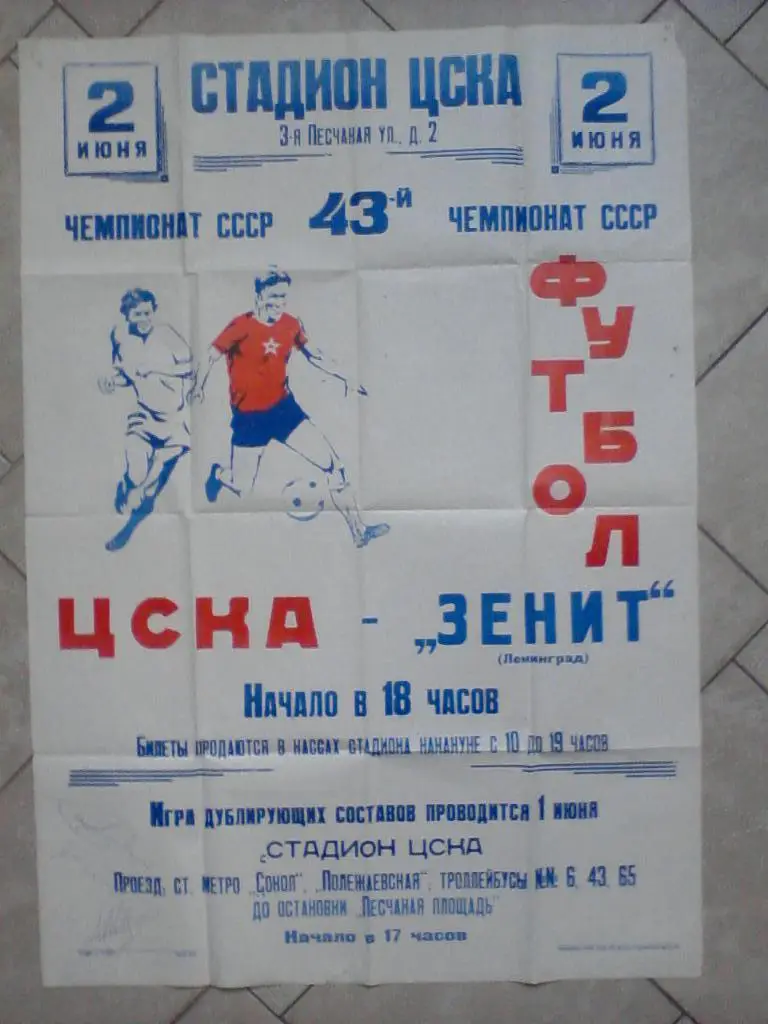 2 ИЮНЯ
СТАДИОН ЦСКА
3-я ПЕСЧАНАЯ УЛ., Д. 2
2 ИЮНЯ
ЧЕМПИОНАТ СССР 43-Й ЧЕМПИОНАТ СССР
ФУТБОЛ
ЦСКА - „ЗЕНИТ“
(Ленинград)
НАЧАЛО В 18 ЧАСОВ
БИЛЕТЫ ПРОДАЮТСЯ В КАССАХ СТАДИОНА НАКАНУНЕ С 10 ДО 19 ЧАСОВ
ИГРА ДУБЛИРУЮЩИХ СОСТАВОВ ПРОВОДИТСЯ 1 ИЮНЯ
СТАДИОН ЦСКА
ПРОЕЗД: СТ. МЕТРО „СОКОЛ“, „ПОЛЕЖАЕВСКАЯ“, ТРОЛЛЕЙБУСЫ №№ 6, 43, 65
ДО ОСТАНОВКИ „ПЕСЧАНАЯ ПЛОЩАДЬ“
НАЧАЛО В 17 ЧАСОВ